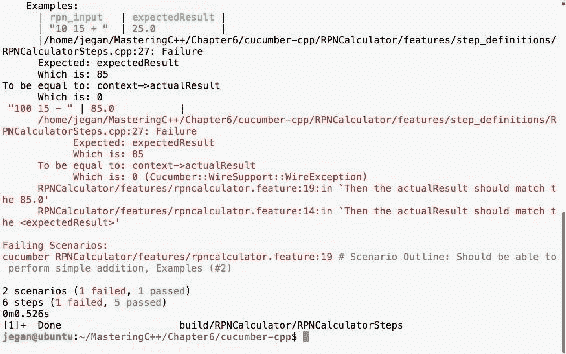 Examples:
| rpn_input | expectedResult |
| "10 15 + " | 25.0 |
|/home/jegan/MasteringC++/Chapter6/cucumber-cpp/RPNCalculator/features/step_definitions/
RPNCalculatorSteps.cpp:27: Failure
Expected: expectedResult
Which is: 85
To be equal to: context->actualResult
Which is: 0
"100 15 - " | 85.0 |
/home/jegan/MasteringC++/Chapter6/cucumber-cpp/RPNCalculator/features/step_definitions/R
PNCalculatorSteps.cpp:27: Failure
Expected: expectedResult
Which is: 85
To be equal to: context->actualResult
Which is: 0 (Cucumber::WireSupport::WireException)
RPNCalculator/features/rpncalculator.feature:19:in `Then the actualResult should match t
he 85.0'
RPNCalculator/features/rpncalculator.feature:14:in `Then the actualResult should match t
he <expectedResult>'
Failing Scenarios:
cucumber RPNCalculator/features/rpncalculator.feature:19 # Scenario Outline: Should be able to
perform simple addition, Examples (#2)
2 scenarios (1 failed, 1 passed)
6 steps (1 failed, 5 passed)
0m0.526s
[1]+ Done build/RPNCalculator/RPNCalculatorSteps
jegan@ubuntu:~/MasteringC++/Chapter6/cucumber-cpp$